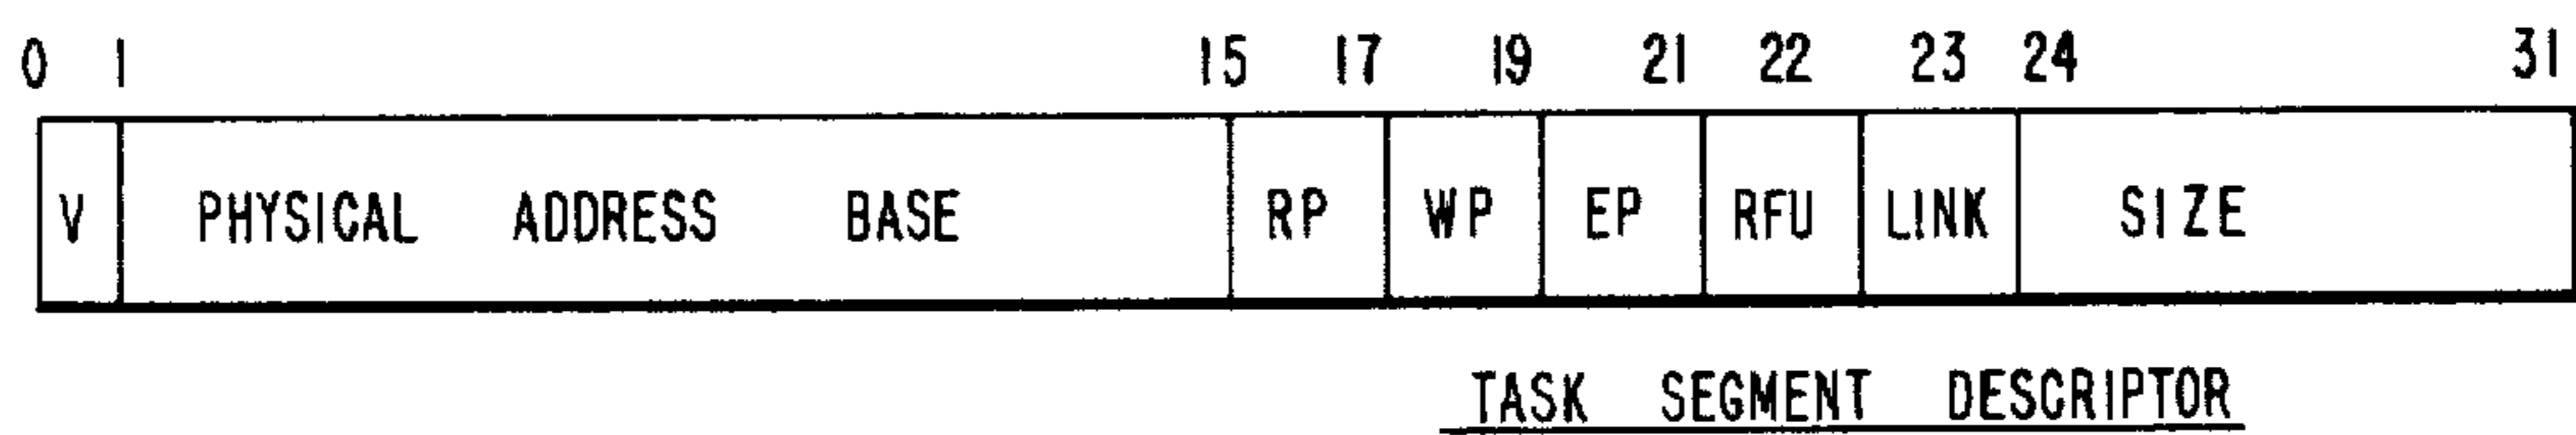 0 1 15 17 19 21 22 23 24 31
V PHYSICAL ADDRESS BASE RP WP EP RFU LINK SIZE
TASK SEGMENT DESCRIPTOR